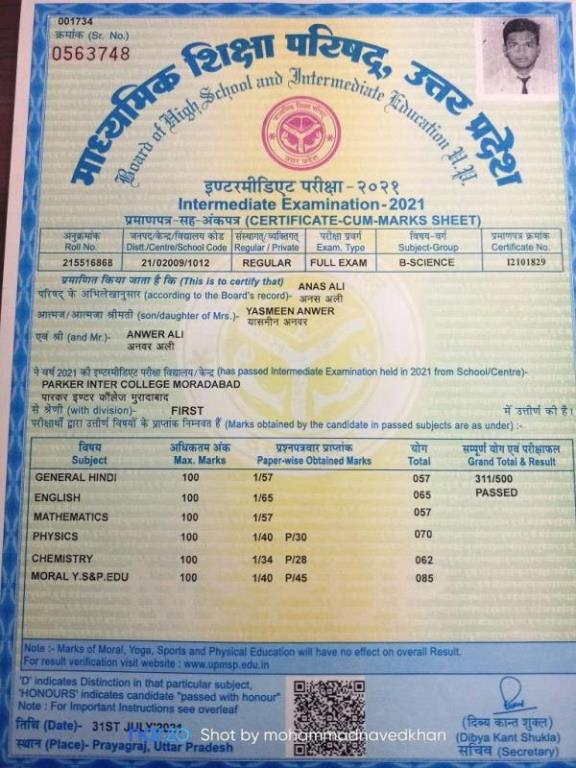 001734
क्रमांक (Sr. No.)
0563748
माध्यमिक शिक्षा परिषद्, उत्तर प्रदेश
Board of High School and Intermediate Education U.P.
माध्यमिक शिक्षा परिषद्
उत्तर प्रदेश
इण्टरमीडिएट परीक्षा - २०२१
Intermediate Examination - 2021
प्रमाणपत्र-सह-अंकपत्र (CERTIFICATE-CUM-MARKS SHEET)
अनुक्रमांक जनपद/केन्द्र/विद्यालय कोड संस्थागत/व्यक्तिगत परीक्षा प्रवर्ग विषय-वर्ग प्रमाणपत्र क्रमांक
Roll No. Distt./Centre/School Code Regular / Private Exam. Type Subject-Group Certificate No.
215516868 21/02009/1012 REGULAR FULL EXAM B-SCIENCE I2101829
प्रमाणित किया जाता है कि (This is to certify that)
ANAS ALI
परिषद् के अभिलेखानुसार (according to the Board's record)- अनस अली
आत्मज/आत्मजा श्रीमती (son/daughter of Mrs.)- YASMEEN ANWER
यासमीन अनवर
एवं श्री (and Mr.)- ANWER ALI
अनवर अली
ने वर्ष 2021 की इण्टरमीडिएट परीक्षा विद्यालय/केन्द्र (has passed Intermediate Examination held in 2021 from School/Centre)-
PARKER INTER COLLEGE MORADABAD
पारकर इण्टर कॉलेज मुरादाबाद
से श्रेणी (with division)- FIRST में उत्तीर्ण की है।
परीक्षार्थी द्वारा उत्तीर्ण विषयों के प्राप्तांक निम्नवत हैं (Marks obtained by the candidate in passed subjects are as under) :-
विषय अधिकतम अंक प्रश्नपत्रवार प्राप्तांक योग सम्पूर्ण योग एवं परीक्षाफल
Subject Max. Marks Paper-wise Obtained Marks Total Grand Total & Result
GENERAL HINDI 100 1/57 057 311/500
ENGLISH 100 1/65 065 PASSED
MATHEMATICS 100 1/57 057
PHYSICS 100 1/40 P/30 070
CHEMISTRY 100 1/34 P/28 062
MORAL Y.S&P.EDU 100 1/40 P/45 085
Note :- Marks of Moral, Yoga, Sports and Physical Education will have no effect on overall Result.
For result verification visit website : www.upmsp.edu.in
'D' indicates Distinction in that particular subject,
'HONOURS' indicates candidate "passed with honour"
Note : For Important Instructions see overleaf
तिथि (Date)- 31ST JULY'2021
Shot by mohammadnavedkhan
स्थान (Place)- Prayagraj, Uttar Pradesh
(दिव्य कान्त शुक्ल)
(Dibya Kant Shukla)
सचिव (Secretary)